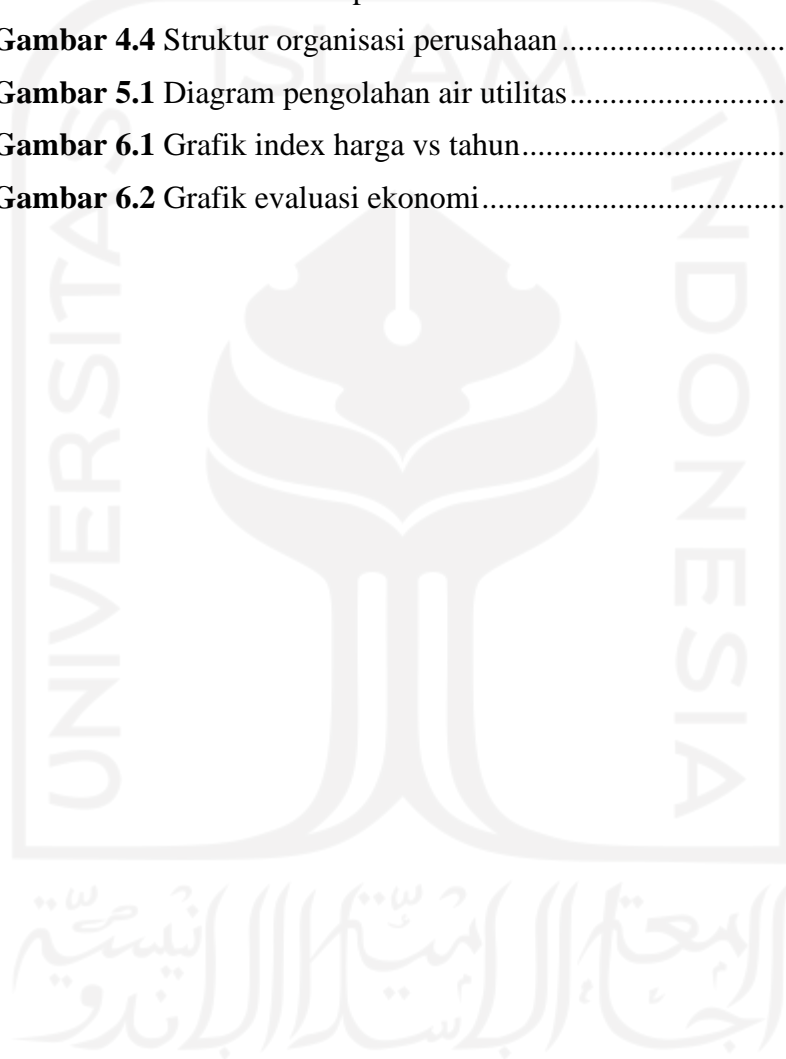 Gambar 4.4 Struktur organisasi perusahaan ............................
Gambar 5.1 Diagram pengolahan air utilitas ...........................
Gambar 6.1 Grafik index harga vs tahun .................................
Gambar 6.2 Grafik evaluasi ekonomi ......................................
UNIVERSITAS
ISLAM
INDONESIA